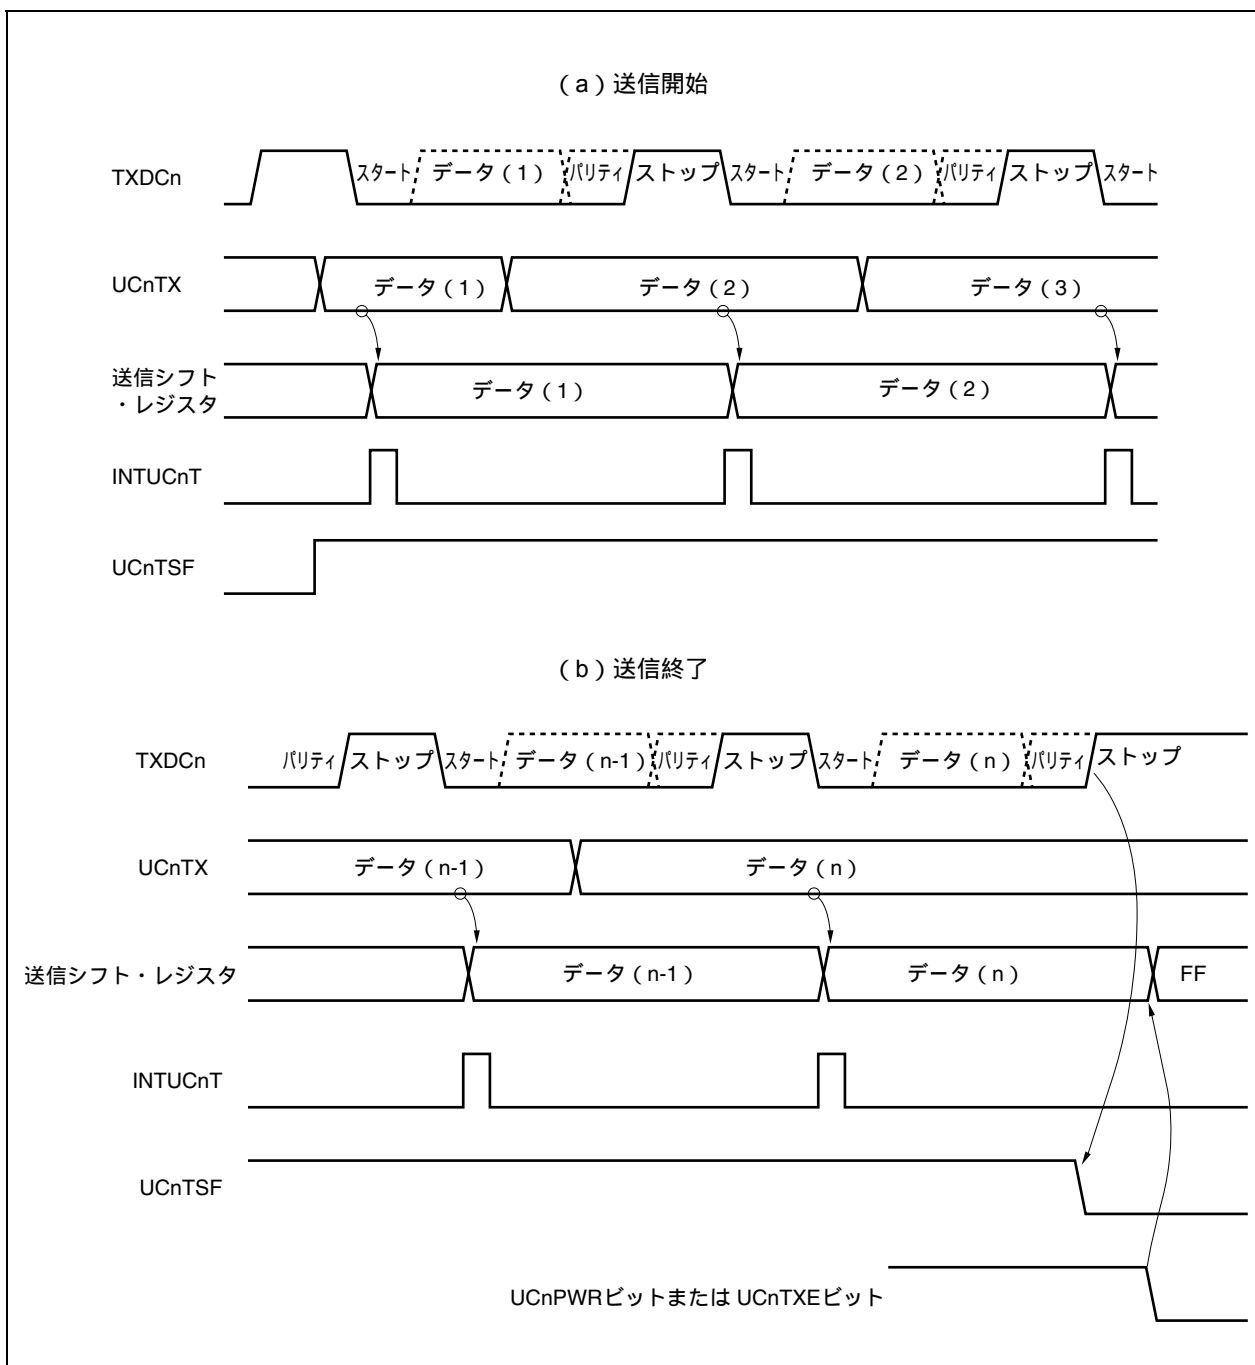 （a）送信開始
TXDCn
スタート データ（1） パリティ ストップ スタート データ（2） パリティ ストップ スタート
UCnTX
データ（1） データ（2） データ（3）
送信シフト
・レジスタ
データ（1） データ（2）
INTUCnT
UCnTSF
（b）送信終了
TXDCn
パリティ ストップ スタート データ（n-1） パリティ ストップ スタート データ（n） パリティ ストップ
UCnTX
データ（n-1） データ（n）
送信シフト・レジスタ
データ（n-1） データ（n） FF
INTUCnT
UCnTSF
UCnPWRビットまたは UCnTXEビット